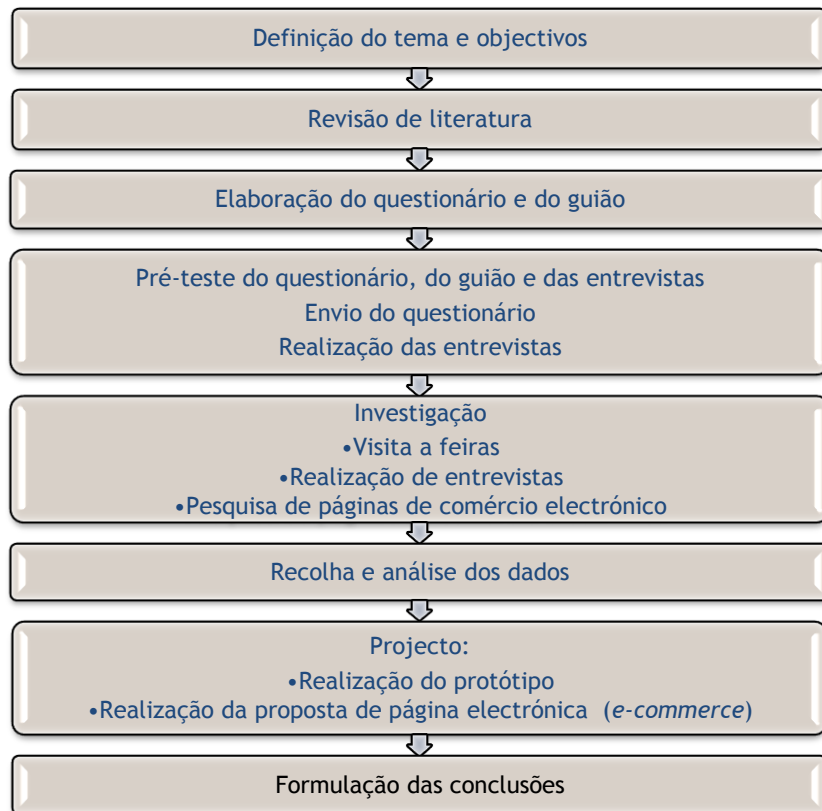 Definição do tema e objectivos
Revisão de literatura
Elaboração do questionário e do guião
Pré-teste do questionário, do guião e das entrevistas
Envio do questionário
Realização das entrevistas
Investigação
•Visita a feiras
•Realização de entrevistas
•Pesquisa de páginas de comércio electrónico
Recolha e análise dos dados
Projecto:
•Realização do protótipo
•Realização da proposta de página electrónica (e-commerce)
Formulação das conclusões